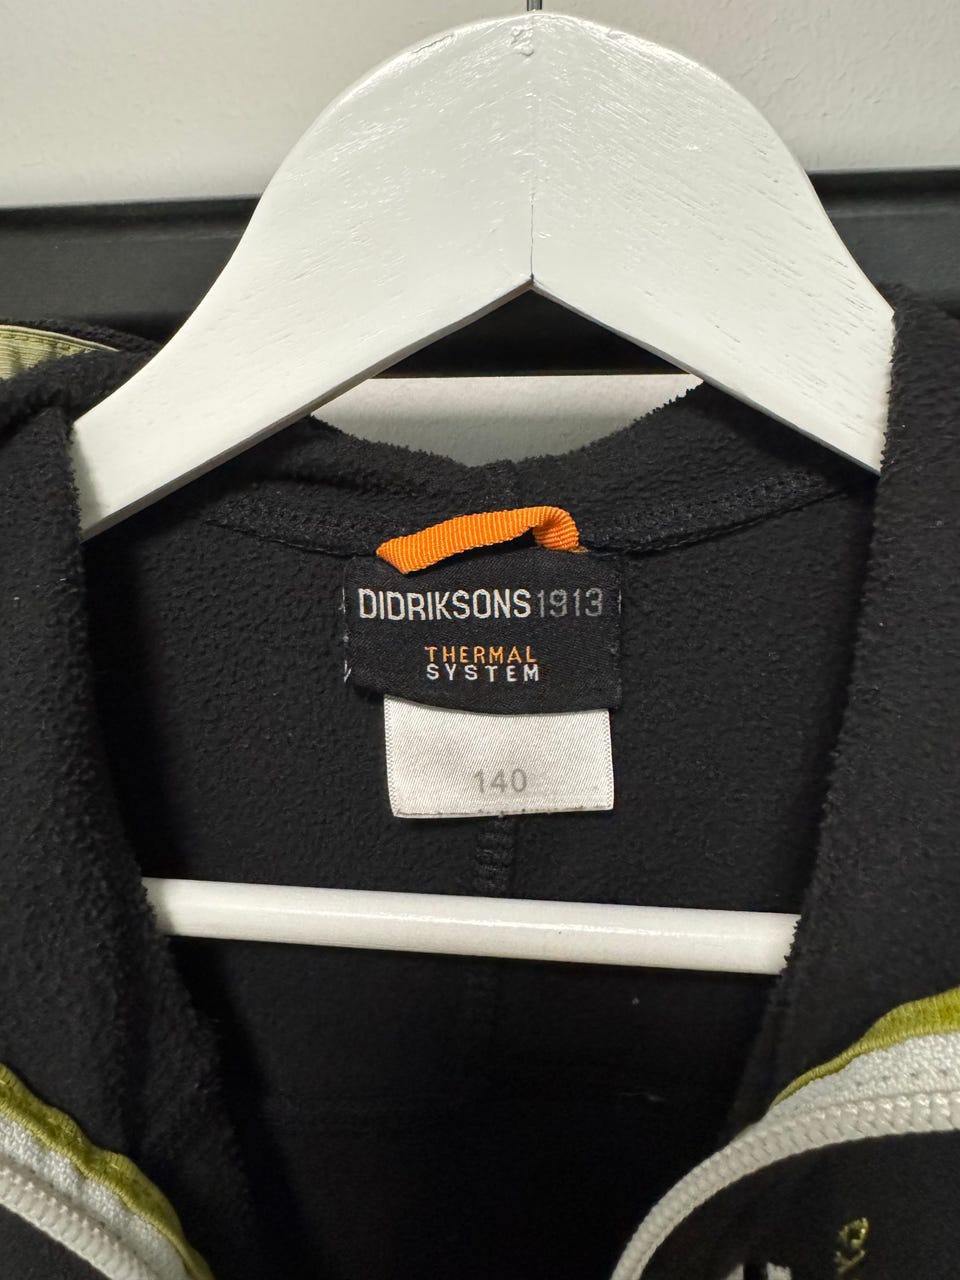 DIDRIKSONS1913
THERMAL
SYSTEM
140